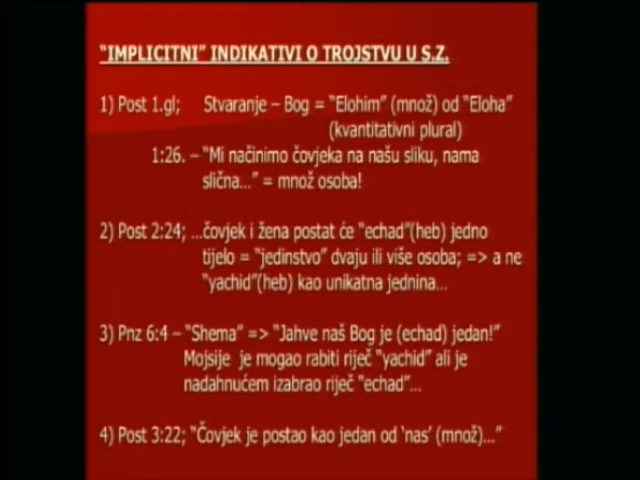 "IMPLICITNI" INDIKATIVI O TROJSTVU U S.Z.
1) Post 1.gl; Stvaranje – Bog = "Elohim" (množ) od "Eloha"
(kvantitativni plural)
1:26. – "Mi načinimo čovjeka na našu sliku, nama
slična..." = množ osoba!
2) Post 2:24; ...čovjek i žena postat će "echad"(heb) jedno
tijelo = "jedinstvo" dvaju ili više osoba; => a ne
"yachid"(heb) kao unikatna jednina...
3) Pnz 6:4 – "Shema" => "Jahve naš Bog je (echad) jedan!"
Mojsije je mogao rabiti riječ "yachid" ali je
nadahnućem izabrao riječ "echad"...
4) Post 3:22; "Čovjek je postao kao jedan od 'nas' (množ)..."